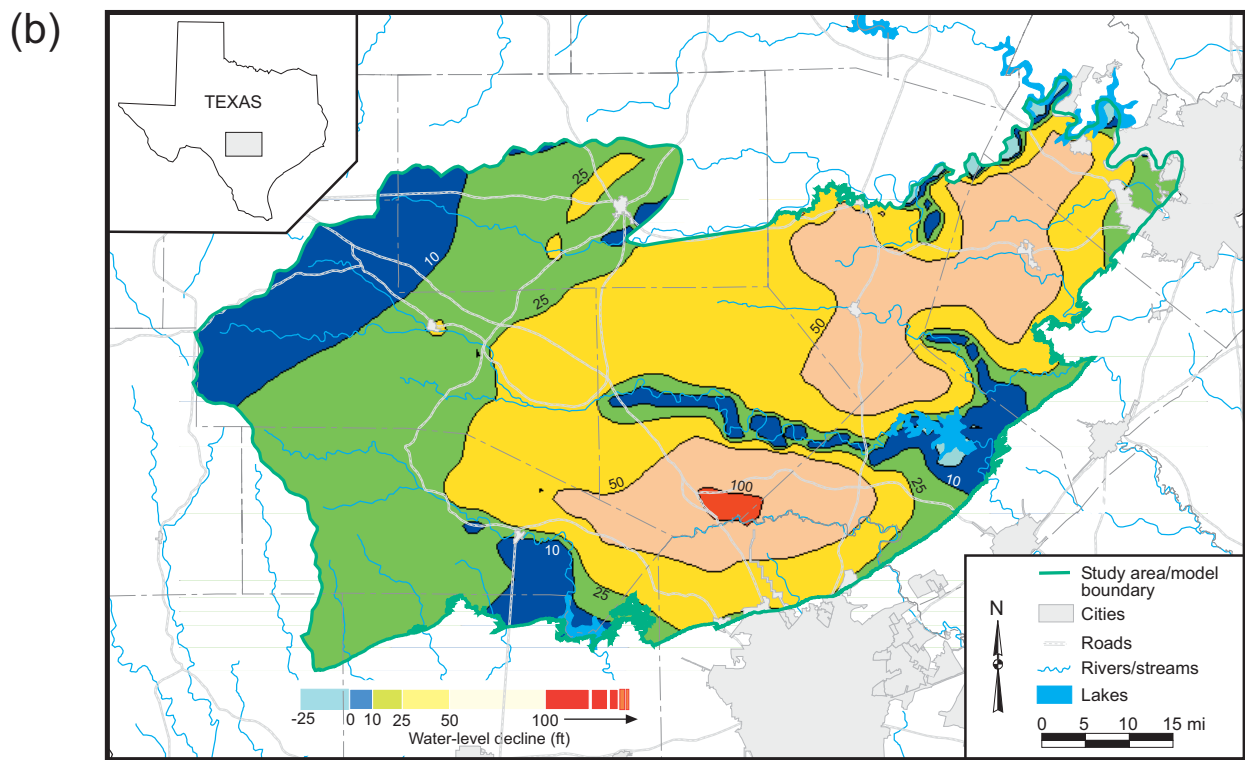 (b)
TEXAS
25
10
25
50
50
100
25
10
10
25
-25 0 10 25 50 100
Water-level decline (ft)
N
Study area/model
boundary
Cities
Roads
Rivers/streams
Lakes
0 5 10 15 mi